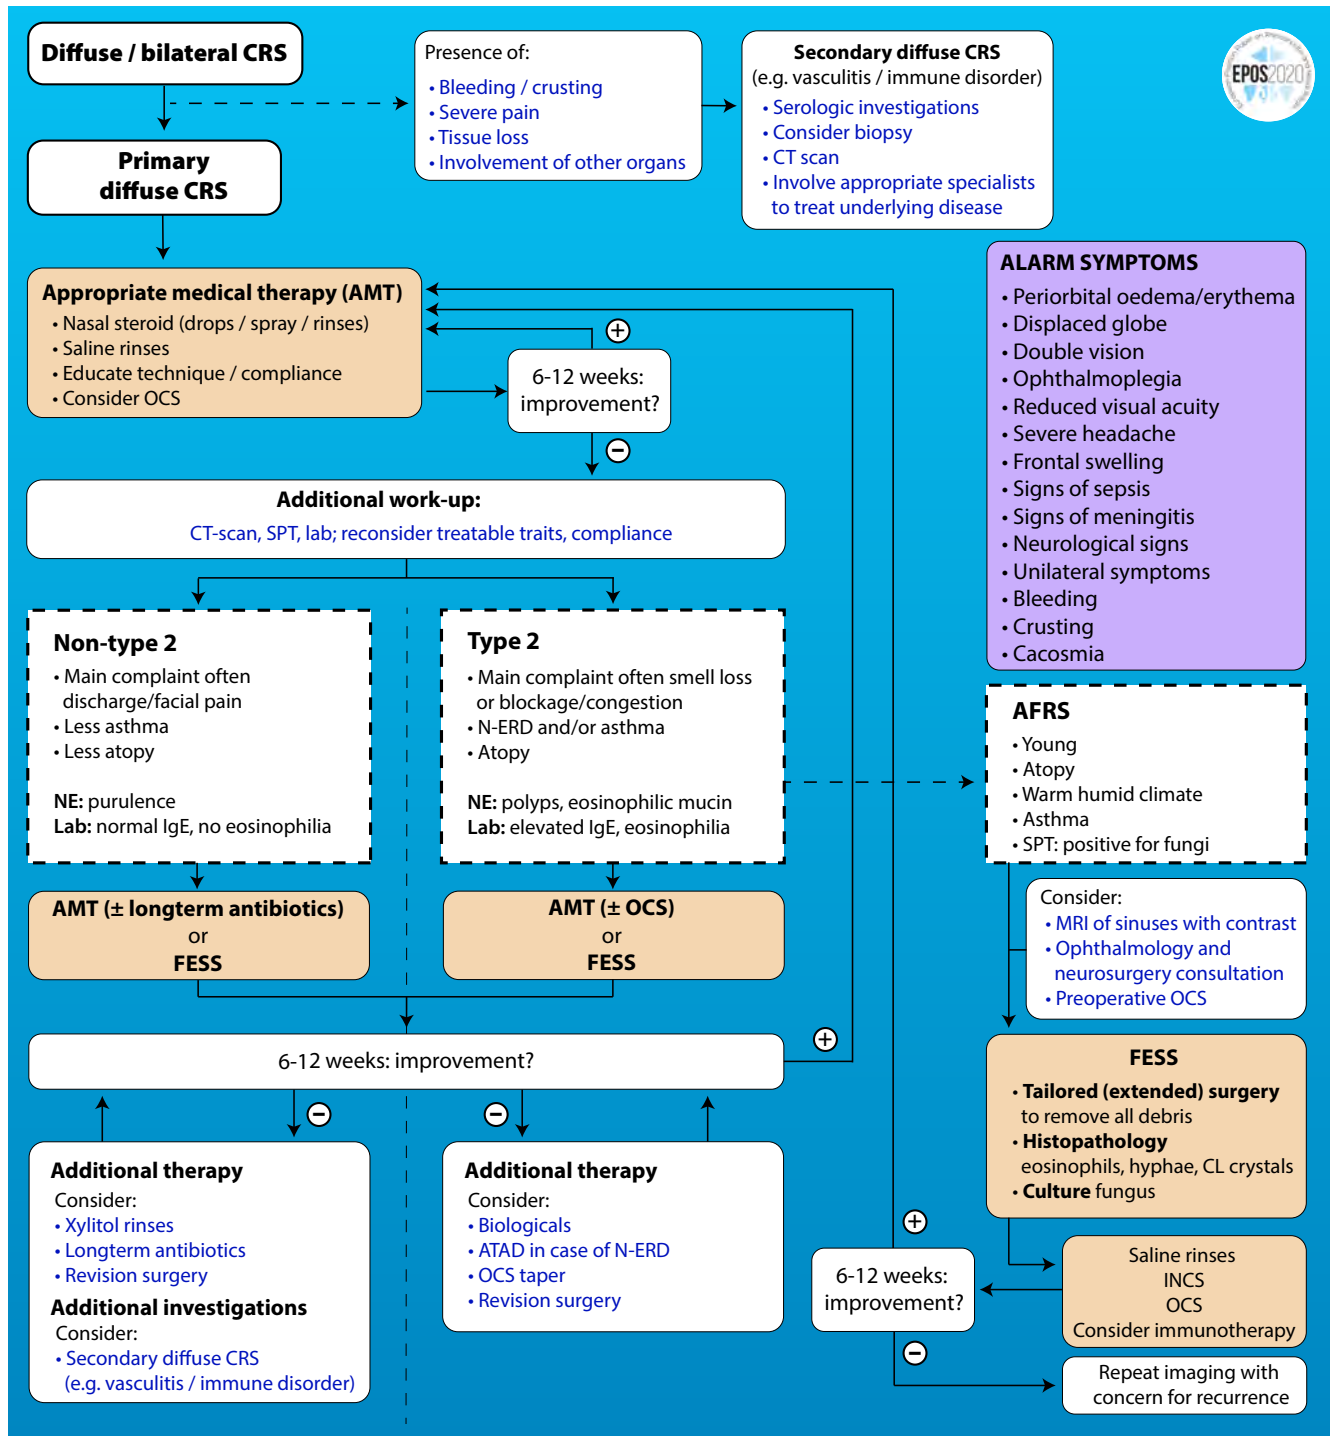 Diffuse / bilateral CRS
Presence of:
• Bleeding / crusting
• Severe pain
• Tissue loss
• Involvement of other organs
Secondary diffuse CRS
(e.g. vasculitis / immune disorder)
• Serologic investigations
• Consider biopsy
• CT scan
• Involve appropriate specialists
to treat underlying disease
EPOS2020
Primary
diffuse CRS
Appropriate medical therapy (AMT)
• Nasal steroid (drops / spray / rinses)
• Saline rinses
• Educate technique / compliance
• Consider OCS
+
6-12 weeks:
improvement?
−
ALARM SYMPTOMS
• Periorbital oedema/erythema
• Displaced globe
• Double vision
• Ophthalmoplegia
• Reduced visual acuity
• Severe headache
• Frontal swelling
• Signs of sepsis
• Signs of meningitis
• Neurological signs
• Unilateral symptoms
• Bleeding
• Crusting
• Cacosmia
Additional work-up:
CT-scan, SPT, lab; reconsider treatable traits, compliance
Non-type 2
• Main complaint often
discharge/facial pain
• Less asthma
• Less atopy
NE: purulence
Lab: normal IgE, no eosinophilia
Type 2
• Main complaint often smell loss
or blockage/congestion
• N-ERD and/or asthma
• Atopy
NE: polyps, eosinophilic mucin
Lab: elevated IgE, eosinophilia
AFRS
• Young
• Atopy
• Warm humid climate
• Asthma
• SPT: positive for fungi
AMT (± longterm antibiotics)
or
FESS
AMT (± OCS)
or
FESS
Consider:
• MRI of sinuses with contrast
• Ophthalmology and
neurosurgery consultation
• Preoperative OCS
6-12 weeks: improvement?
+
−
−
FESS
• Tailored (extended) surgery
to remove all debris
• Histopathology
eosinophils, hyphae, CL crystals
• Culture fungus
Additional therapy
Consider:
• Xylitol rinses
• Longterm antibiotics
• Revision surgery
Additional investigations
Consider:
• Secondary diffuse CRS
(e.g. vasculitis / immune disorder)
Additional therapy
Consider:
• Biologicals
• ATAD in case of N-ERD
• OCS taper
• Revision surgery
+
6-12 weeks:
improvement?
−
Saline rinses
INCS
OCS
Consider immunotherapy
Repeat imaging with
concern for recurrence